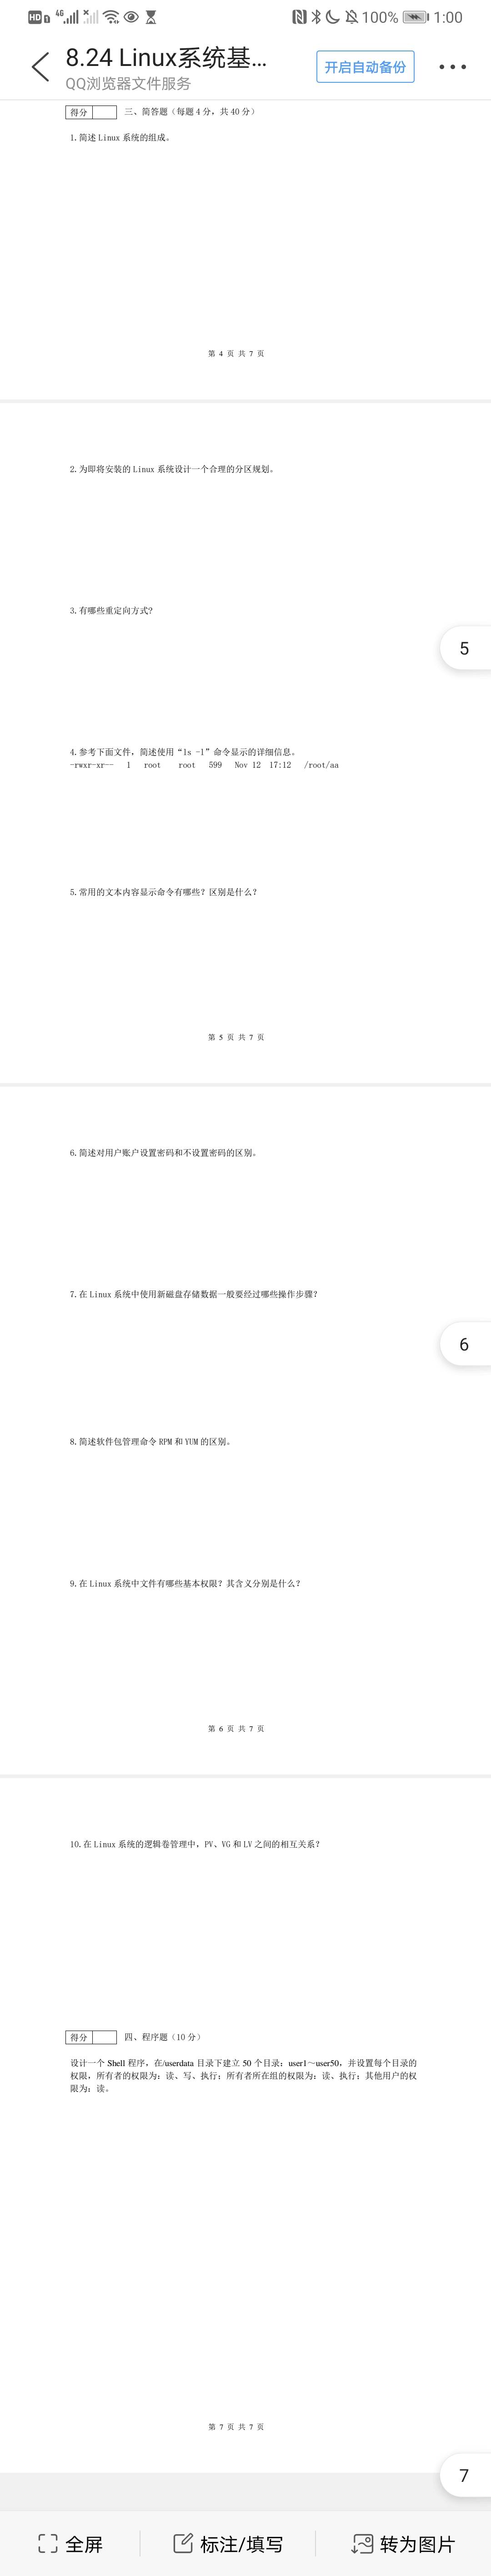 HD 4G 100% 1:00
8.24 Linux系统基...
QQ浏览器文件服务
开启自动备份
得分 三、简答题（每题 4 分，共 40 分）
1. 简述 Linux 系统的组成。
第 4 页 共 7 页
2. 为即将安装的 Linux 系统设计一个合理的分区规划。
3. 有哪些重定向方式？
5
4. 参考下面文件，简述使用“ls -l”命令显示的详细信息。
-rwxr-xr-- 1 root root 599 Nov 12 17:12 /root/aa
5. 常用的文本内容显示命令有哪些？区别是什么？
第 5 页 共 7 页
6. 简述对用户账户设置密码和不设置密码的区别。
7. 在 Linux 系统中使用新磁盘存储数据一般要经过哪些操作步骤？
6
8. 简述软件包管理命令 RPM 和 YUM 的区别。
9. 在 Linux 系统中文件有哪些基本权限？其含义分别是什么？
第 6 页 共 7 页
10. 在 Linux 系统的逻辑卷管理中，PV、VG 和 LV 之间的相互关系？
得分 四、程序题（10 分）
设计一个 Shell 程序，在/userdata 目录下建立 50 个目录：user1～user50，并设置每个目录的
权限，所有者的权限为：读、写、执行；所有者所在组的权限为：读、执行；其他用户的权
限为：读。
第 7 页 共 7 页
7
全屏 标注/填写 转为图片